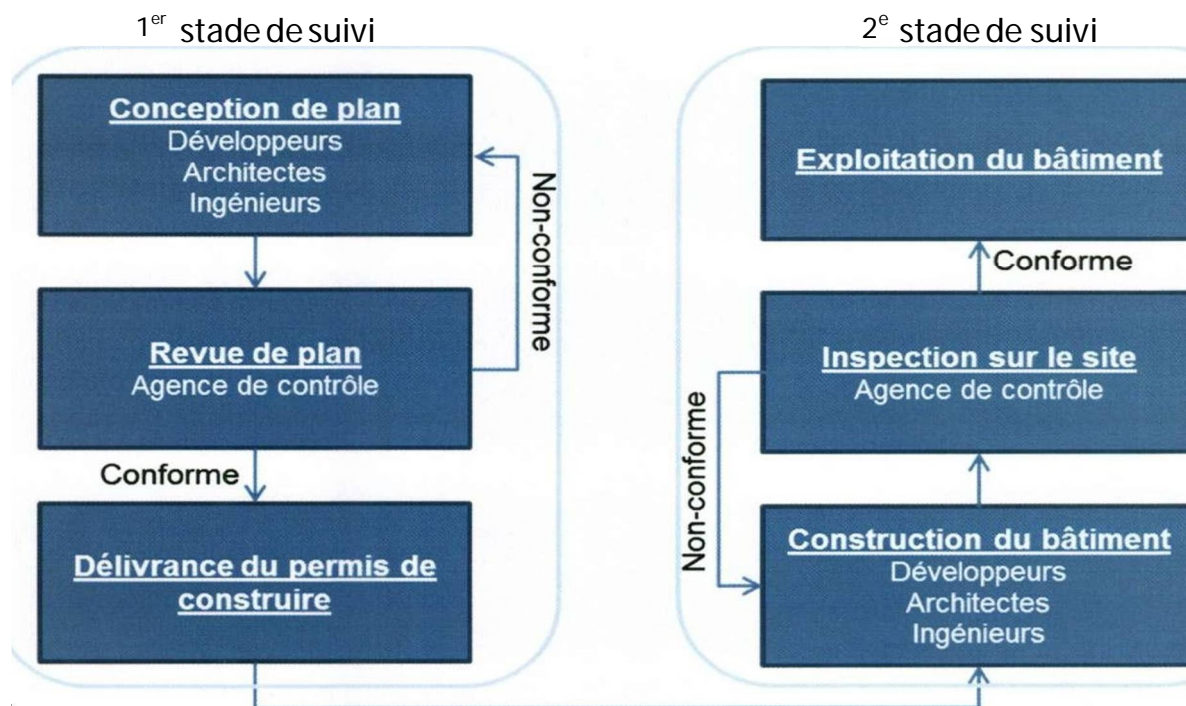 1er stade de suivi
Conception de plan
Développeurs
Architectes
Ingénieurs
Non-conforme
Revue de plan
Agence de contrôle
Conforme
Délivrance du permis de
construire
2e stade de suivi
Exploitation du bâtiment
Conforme
Inspection sur le site
Agence de contrôle
Non-conforme
Construction du bâtiment
Développeurs
Architectes
Ingénieurs